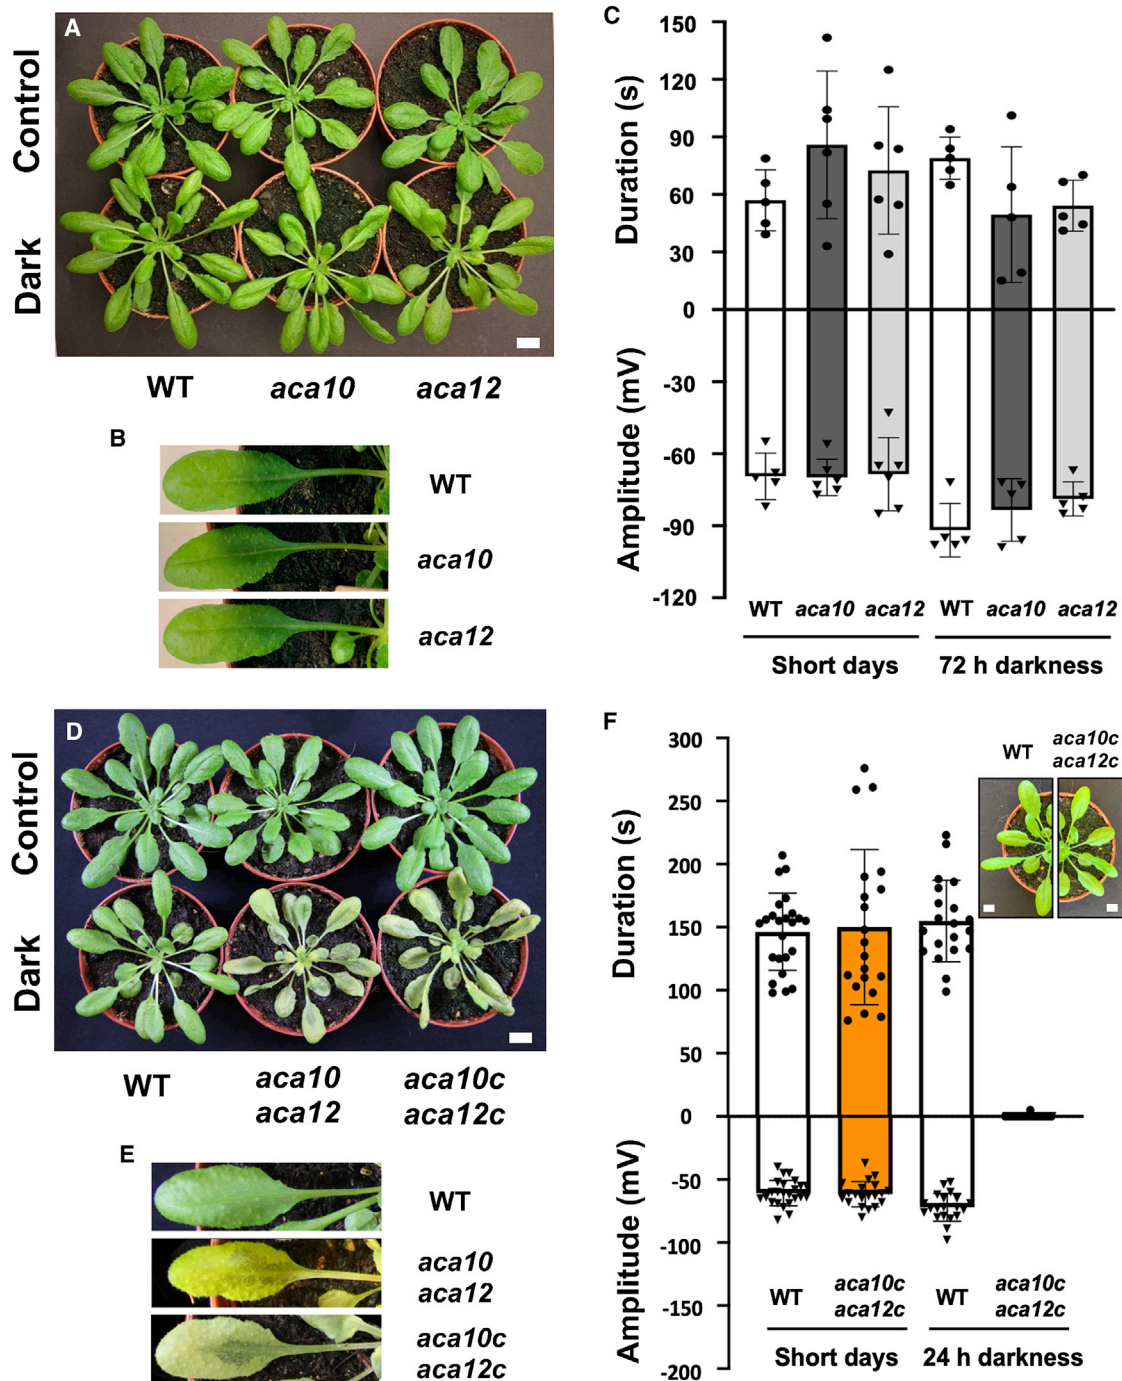 A
Control
Dark
WT
aca10
aca12
B
WT
aca10
aca12
C
150
120
90
60
30
0
-30
-60
-90
-120
Duration (s)
Amplitude (mV)
WT aca10 aca12 WT aca10 aca12
Short days
72 h darkness
D
Control
Dark
WT
aca10
aca12
aca10c
aca12c
E
WT
aca10
aca12
aca10c
aca12c
F
300
250
200
150
100
50
0
-50
-100
-150
-200
Duration (s)
Amplitude (mV)
WT
aca10c
aca12c
WT
aca10c
aca12c
WT
aca10c
aca12c
Short days
24 h darkness